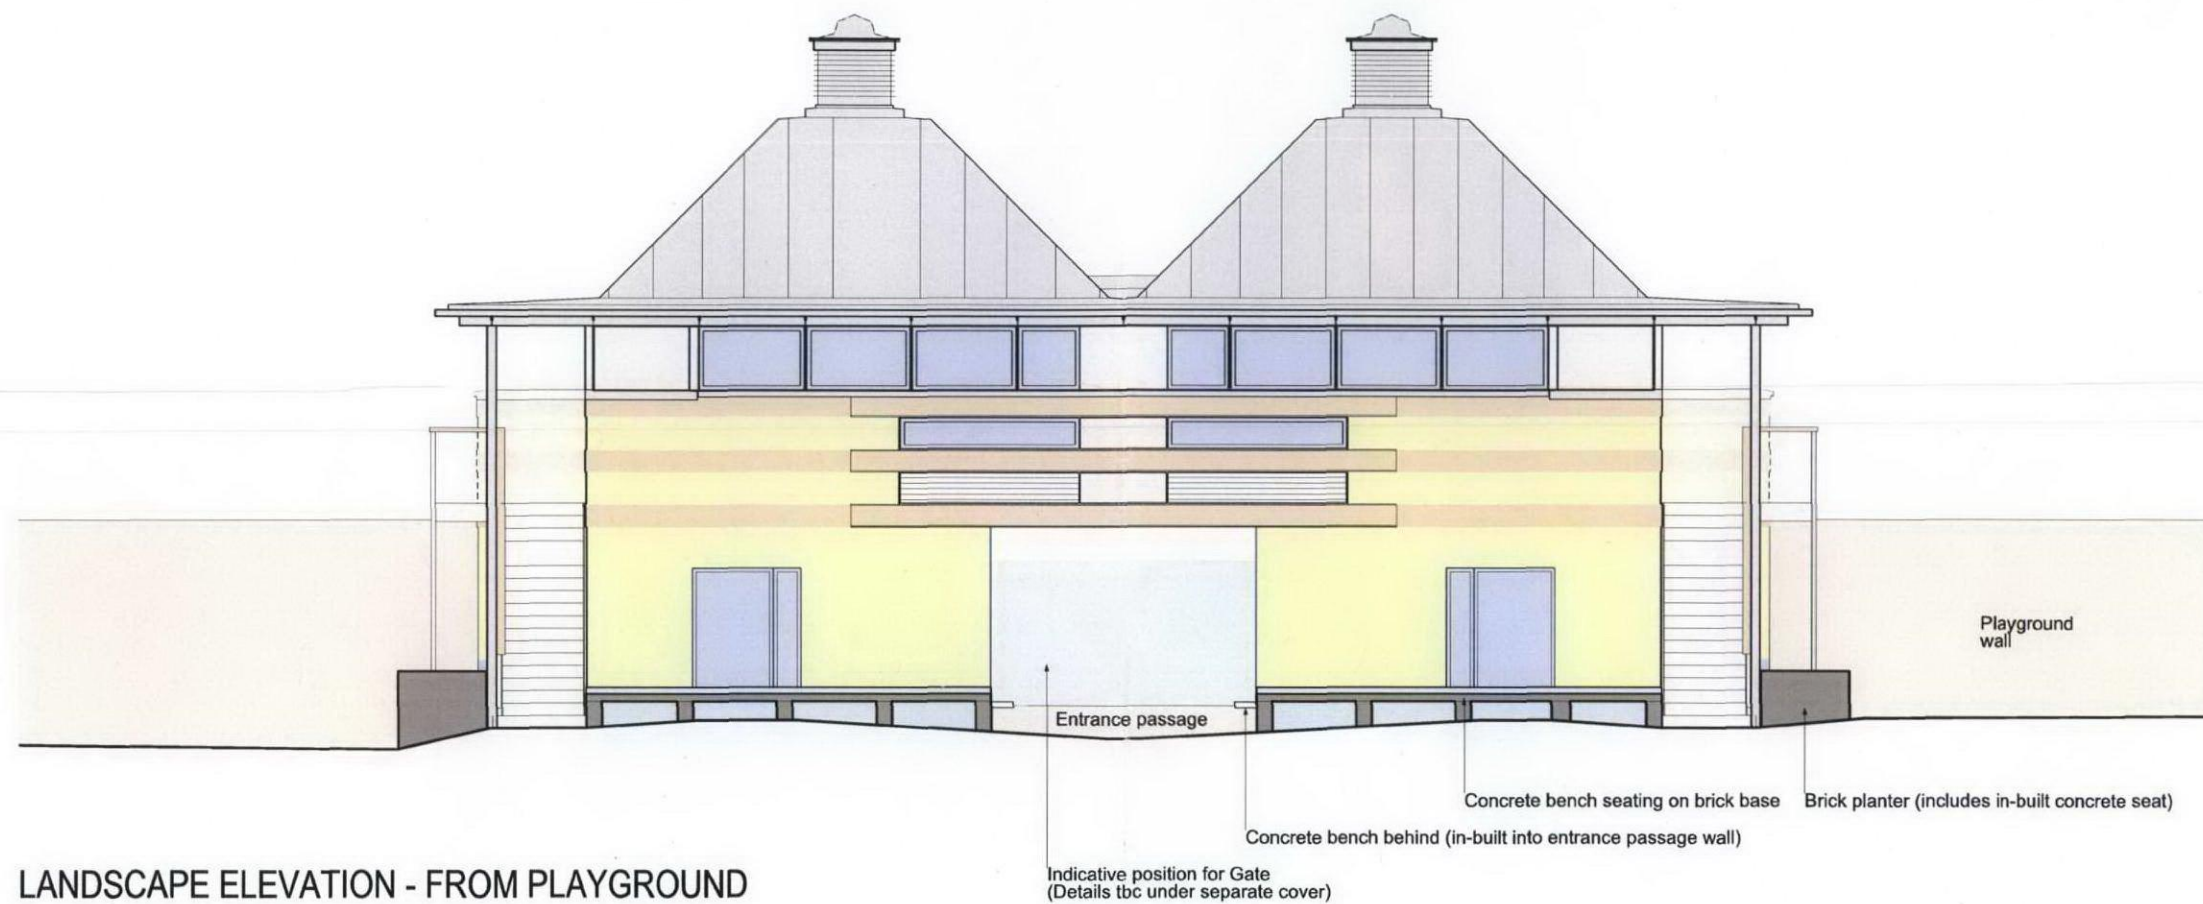 Playground
wall
Entrance passage
Concrete bench seating on brick base
Brick planter (includes in-built concrete seat)
Concrete bench behind (in-built into entrance passage wall)
Indicative position for Gate
(Details tbc under separate cover)
LANDSCAPE ELEVATION - FROM PLAYGROUND